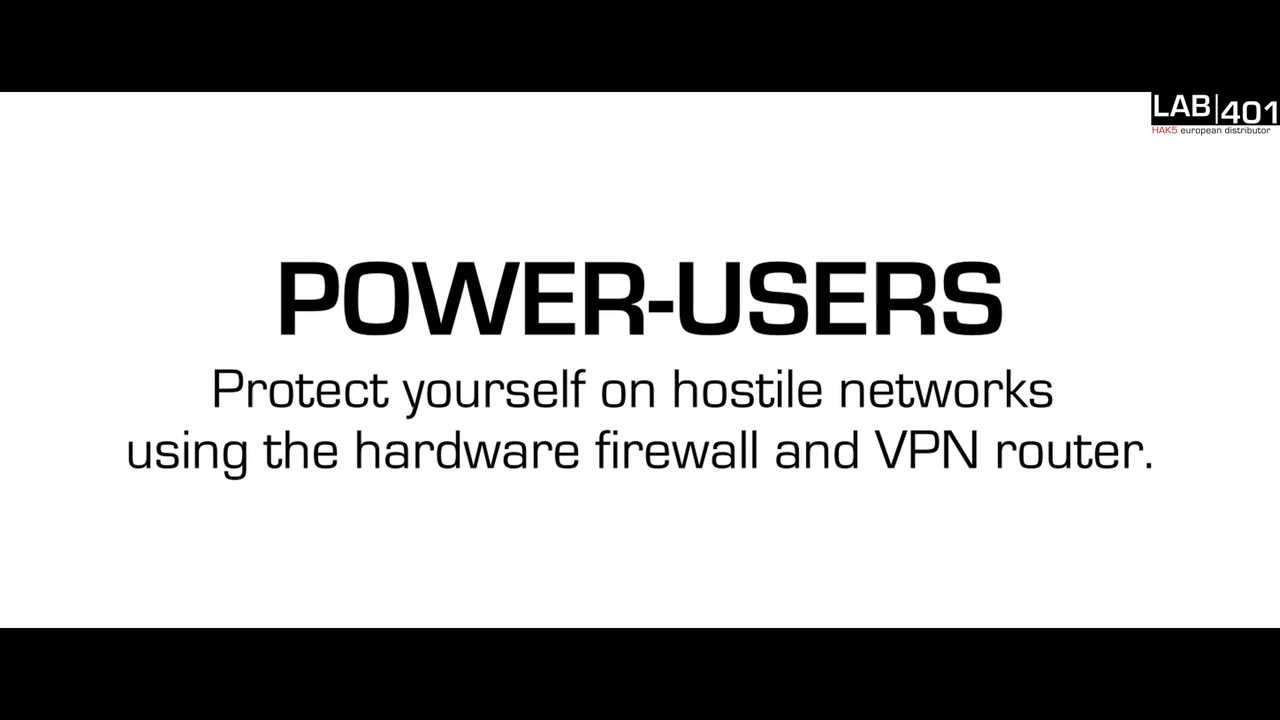 LAB|401
HAK5 european distributor
POWER-USERS
Protect yourself on hostile networks
using the hardware firewall and VPN router.